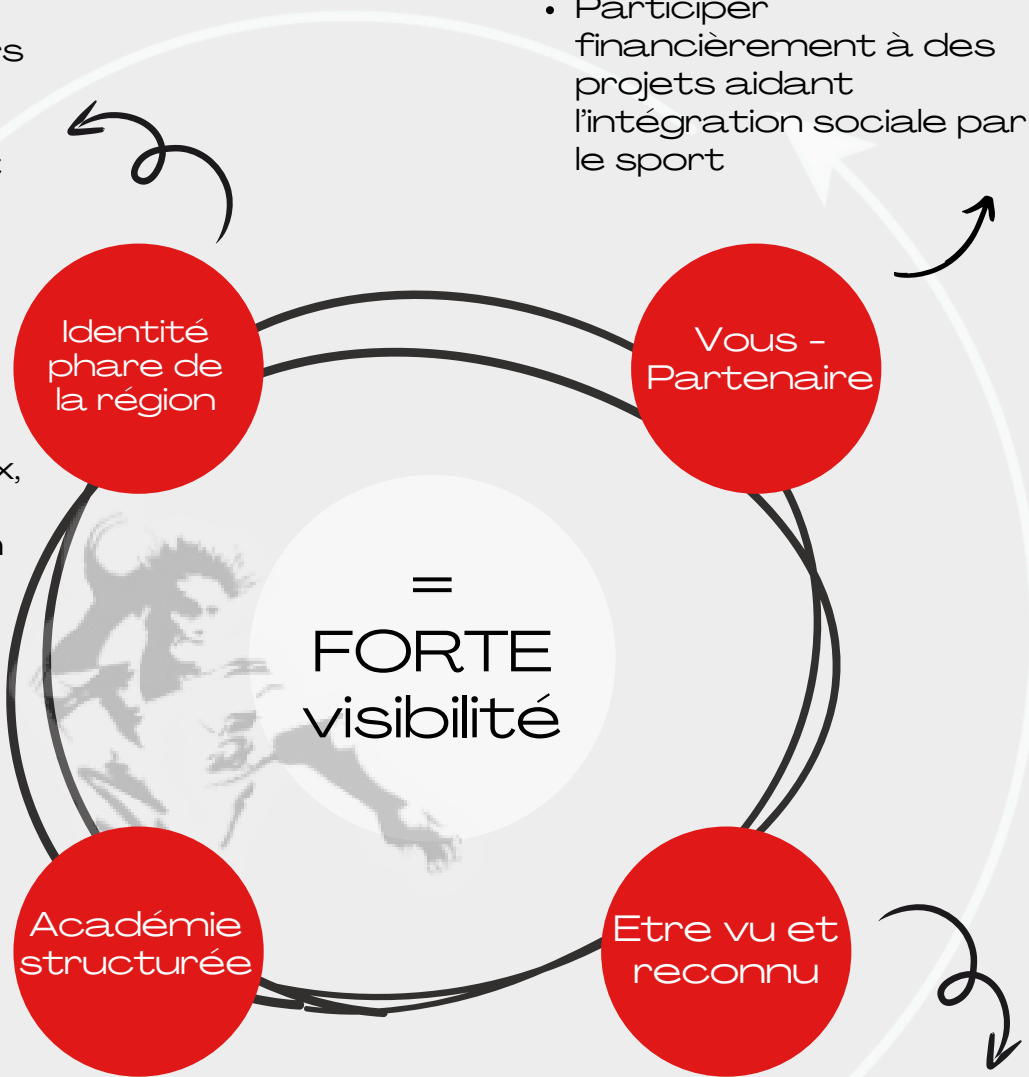 • Participer
financièrement à des
projets aidant
l'intégration sociale par
le sport
Identité
phare de
la région
Vous -
Partenaire
=
FORTE
visibilité
Académie
structurée
Etre vu et
reconnu